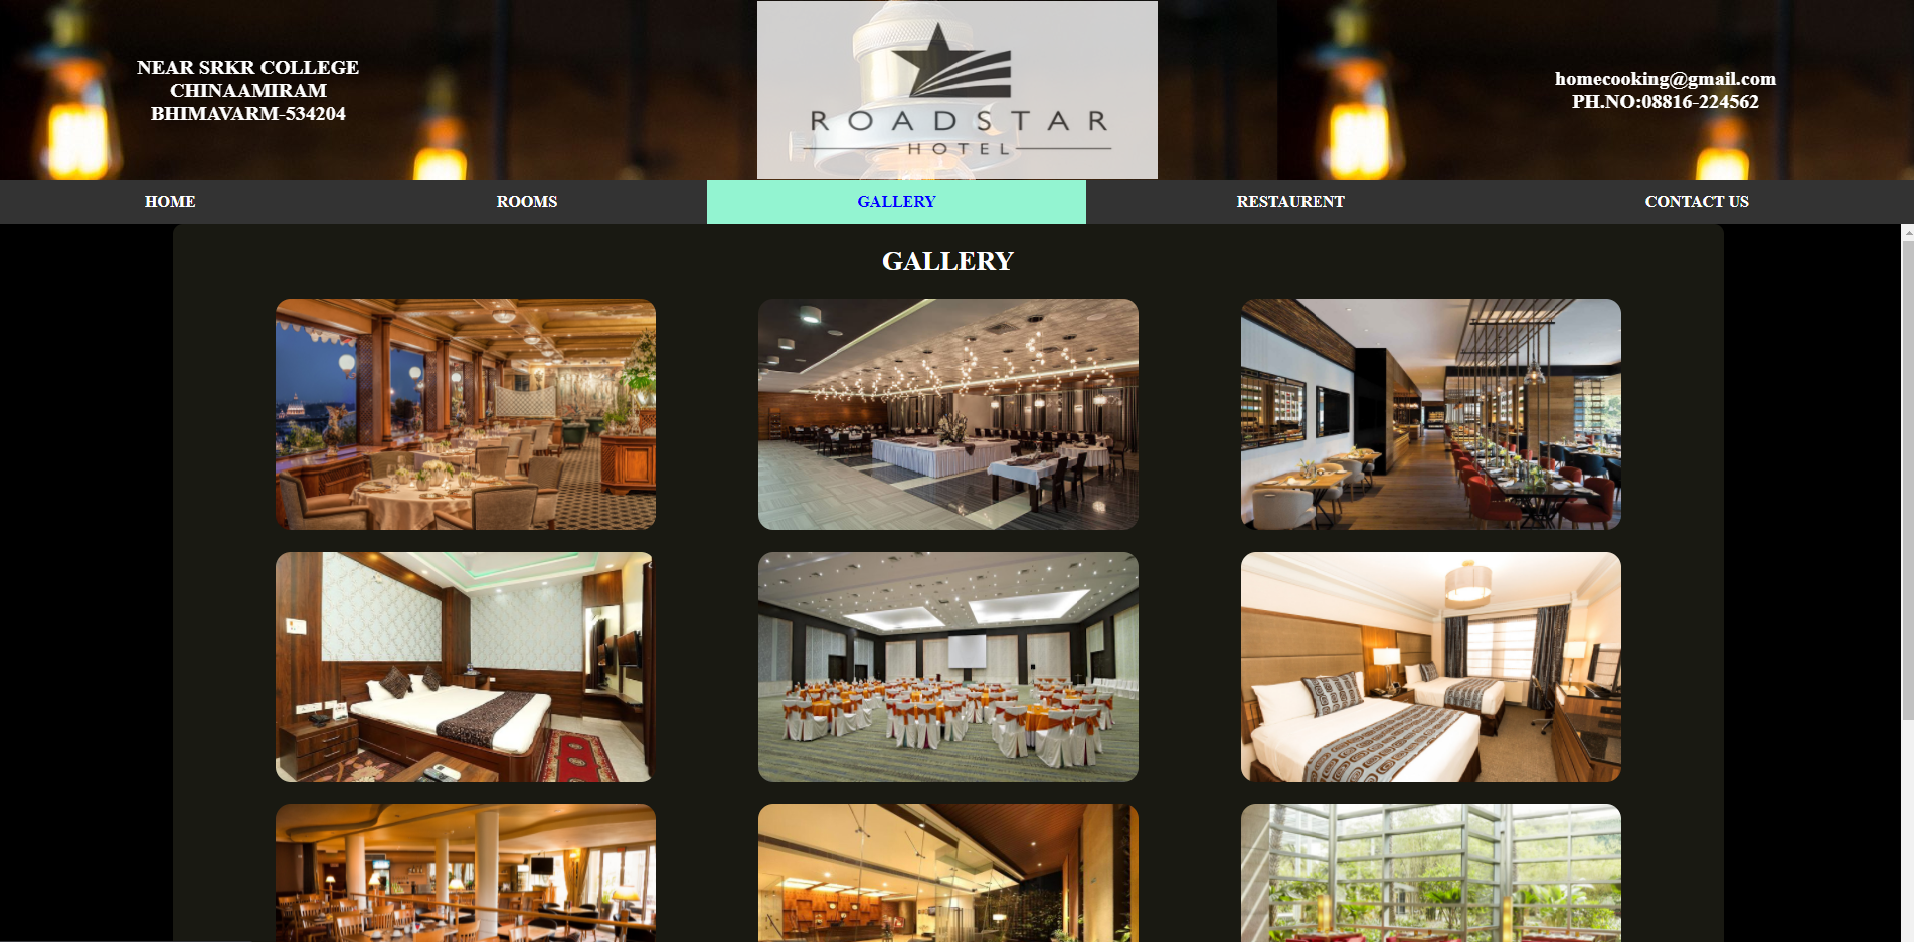 NEAR SRKR COLLEGE
CHINAAMIRAM
BHIMAVARM-534204
ROADSTAR
HOTEL
homecooking@gmail.com
PH.NO:08816-224562
HOME
ROOMS
GALLERY
RESTAURENT
CONTACT US
GALLERY